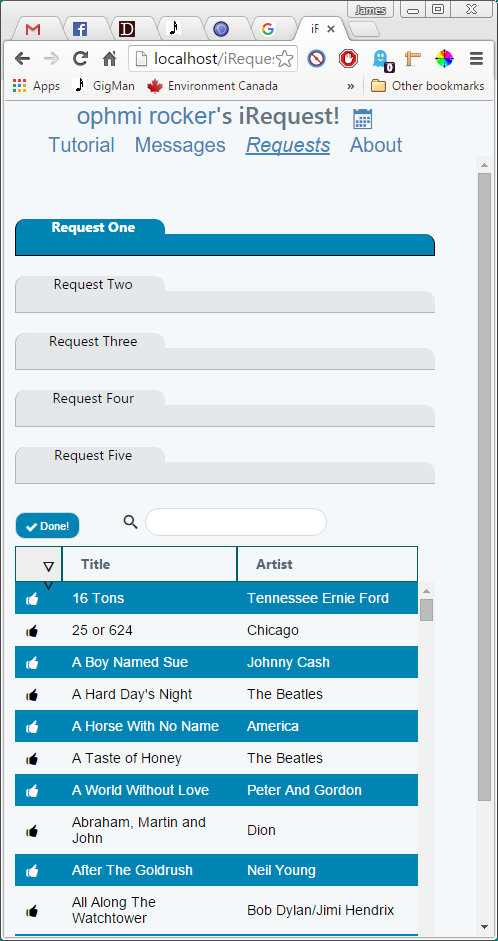 James
iR
localhost/iReques
Apps
GigMan
Environment Canada
»
Other bookmarks
0
ophmi rocker's iRequest!
Tutorial Messages Requests About
Request One
Request Two
Request Three
Request Four
Request Five
Done!
Title Artist
16 Tons Tennessee Ernie Ford
25 or 624 Chicago
A Boy Named Sue Johnny Cash
A Hard Day's Night The Beatles
A Horse With No Name America
A Taste of Honey The Beatles
A World Without Love Peter And Gordon
Abraham, Martin and
John Dion
After The Goldrush Neil Young
All Along The
Watchtower Bob Dylan/Jimi Hendrix